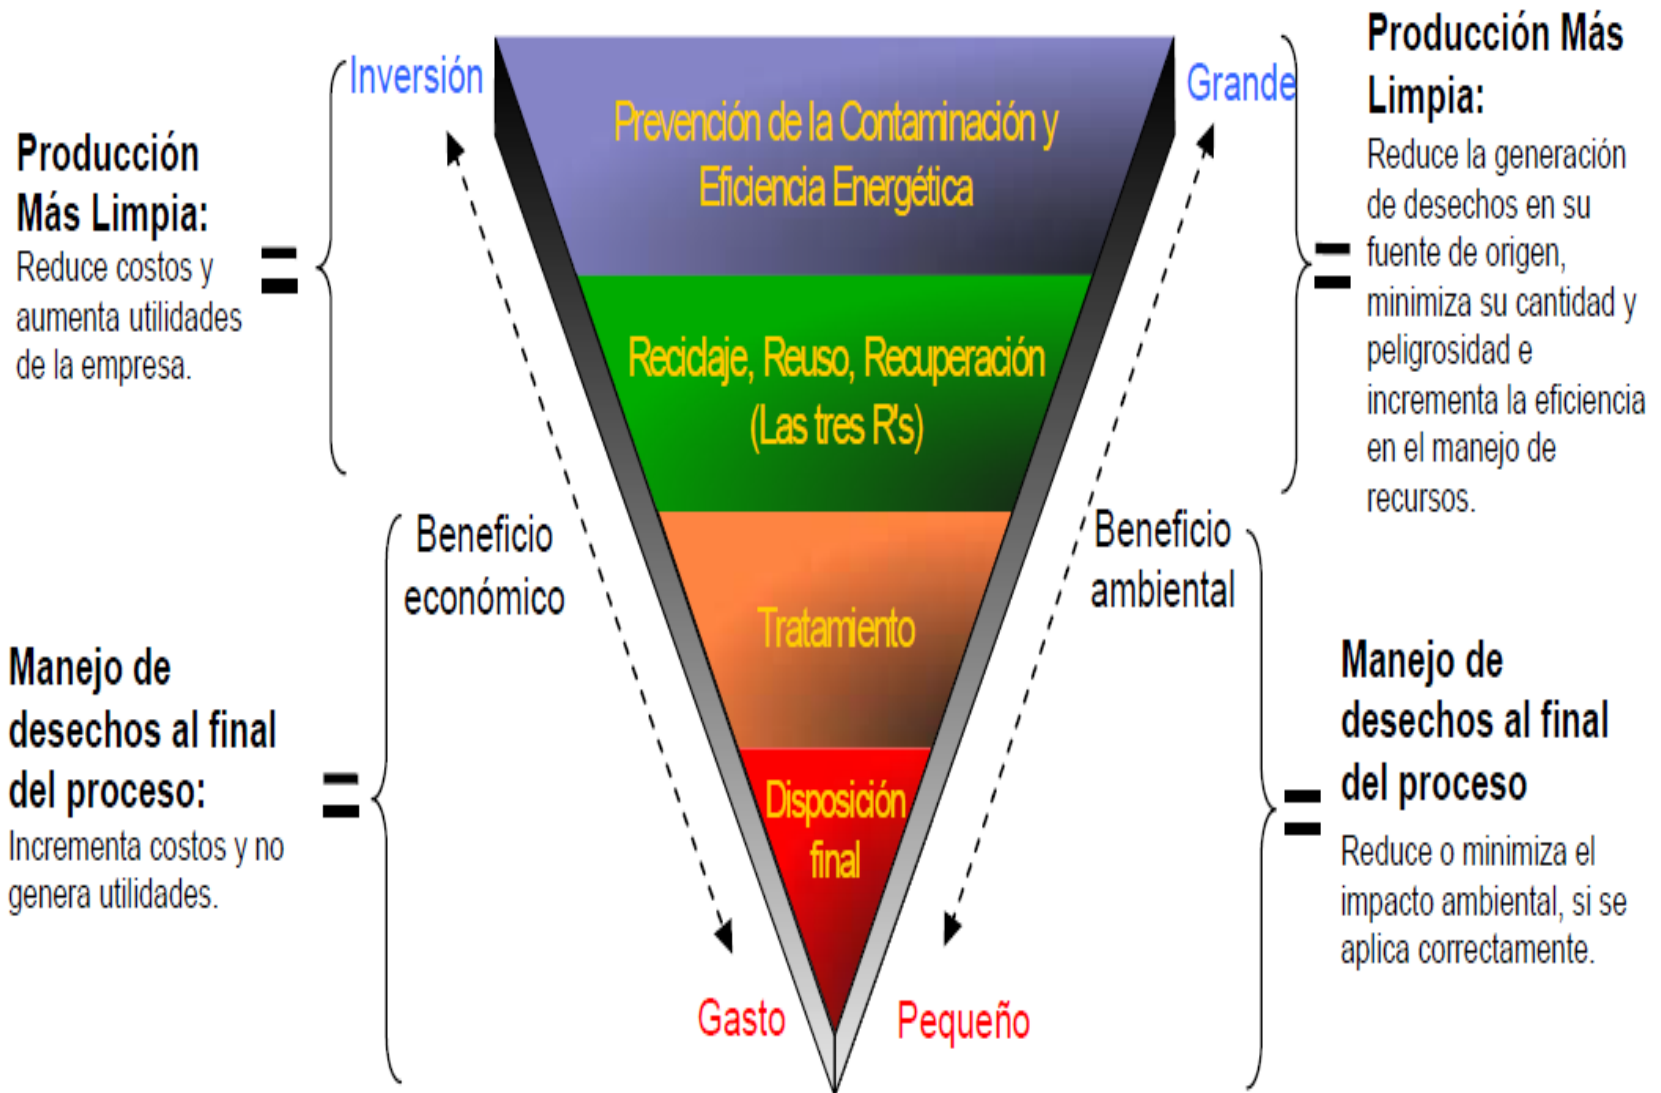 Producción
Más Limpia:
Reduce costos y
aumenta utilidades
de la empresa.
=
Inversión
Prevención de la Contaminación y
Eficiencia Energética
Reciclaje, Reuso, Recuperación
(Las tres R's)
Tratamiento
Disposición
final
Grande
=
Producción Más
Limpia:
Reduce la generación
de desechos en su
fuente de origen,
minimiza su cantidad y
peligrosidad e
incrementa la eficiencia
en el manejo de
recursos.
Beneficio
económico
Beneficio
ambiental
Manejo de
desechos al final
del proceso:
Incrementa costos y no
genera utilidades.
=
Gasto
Pequeño
=
Manejo de
desechos al final
del proceso
Reduce o minimiza el
impacto ambiental, si se
aplica correctamente.